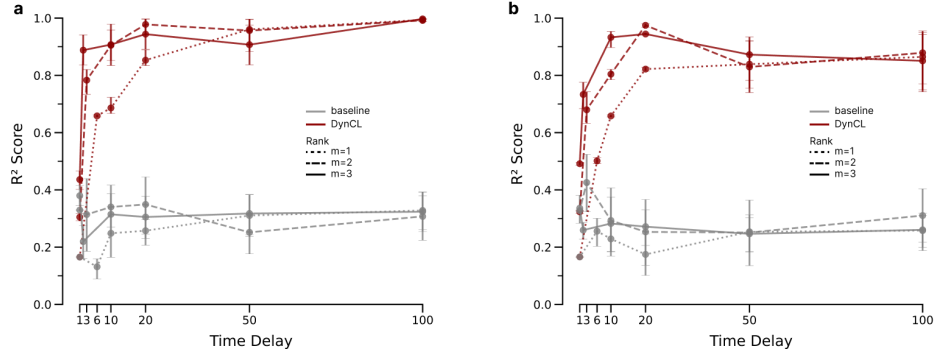 a
1.0
0.8
0.6
0.4
0.2
0.0
R² Score
baseline
DynCL
Rank
m=1
m=2
m=3
1 3 6 10 20 50 100
Time Delay
b
1.0
0.8
0.6
0.4
0.2
0.0
R² Score
baseline
DynCL
Rank
m=1
m=2
m=3
1 3 6 10 20 50 100
Time Delay